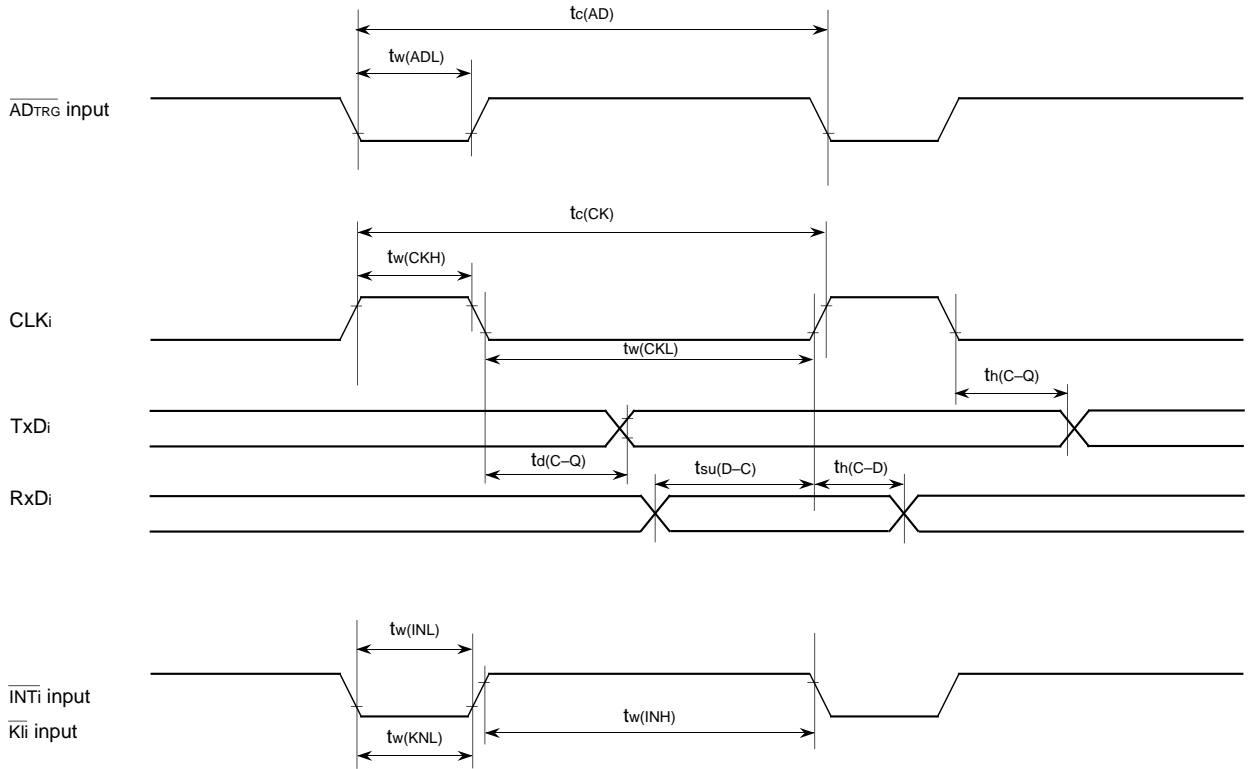 tc(AD)
tw(ADL)
ADTRG input
tc(CK)
tw(CKH)
CLKi
tw(CKL)
th(C–Q)
TxDi
td(C–Q)
tsu(D–C)
th(C–D)
RxDi
tw(INL)
INTi input
tw(INH)
KIi input
tw(KNL)